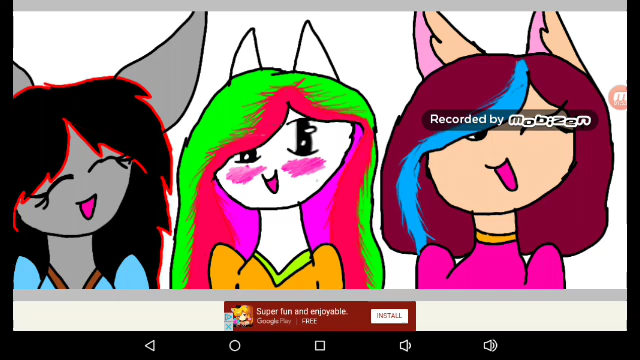 Recorded by mobizen
Super fun and enjoyable.
Google Play | FREE
INSTALL